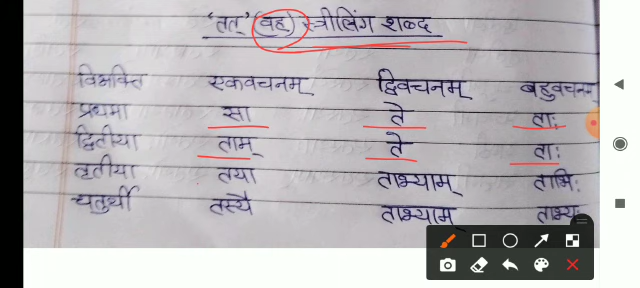 'तत्' (वह) स्त्रीलिंग शब्द
विभक्ति एकवचनम् द्विवचनम् बहुवचनम्
प्रथमा सा ते ताः
द्वितीया ताम् ते ताः
तृतीया तया ताभ्याम् ताभिः
चतुर्थी तस्यै ताभ्याम् ताभ्य